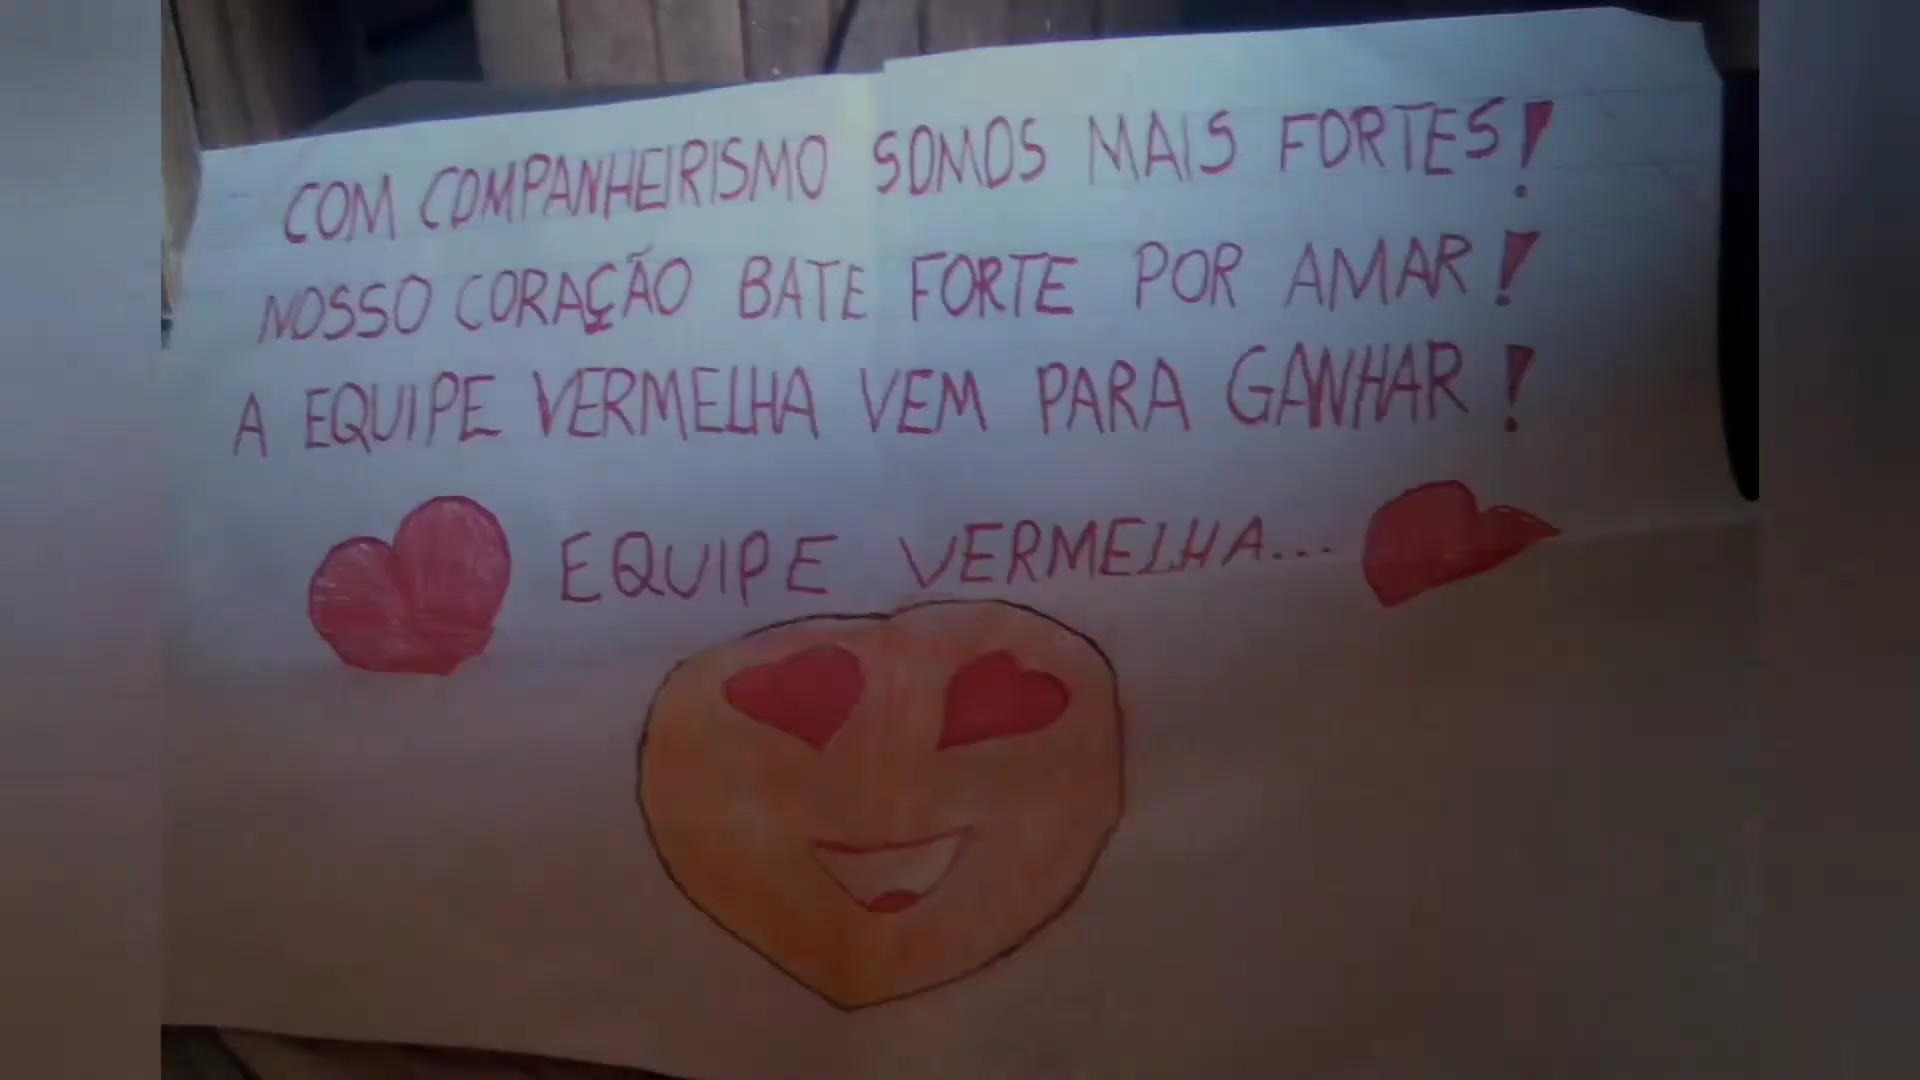 COM COMPANHEIRISMO SOMOS MAIS FORTES!
NOSSO CORAÇÃO BATE FORTE POR AMAR!
A EQUIPE VERMELHA VEM PARA GANHAR!
EQUIPE VERMELHA...